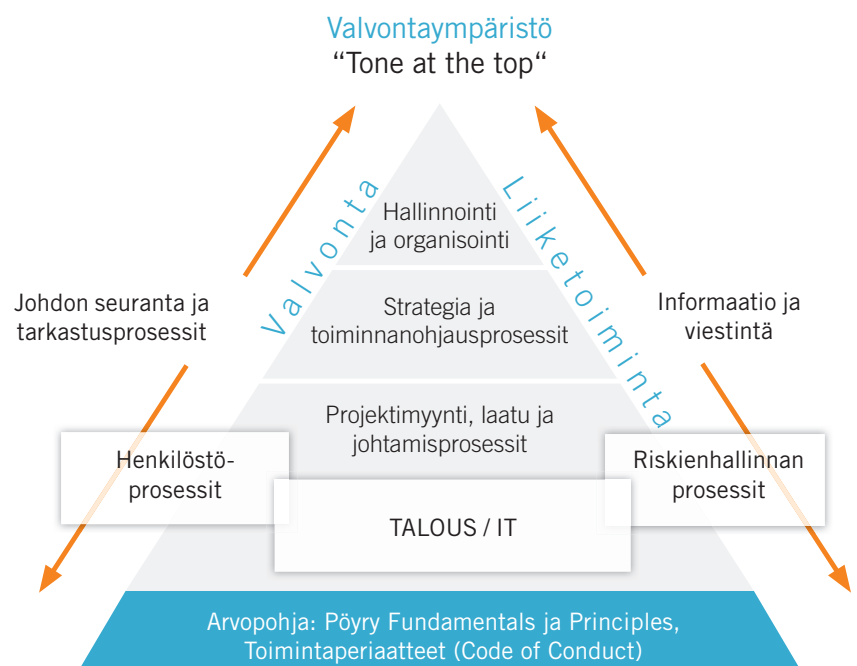 Valvontaympäristö
“Tone at the top“
Valvonta
Liiketoiminta
Hallinnointi
ja organisointi
Johdon seuranta ja
tarkastusprosessit
Strategia ja
toiminnanohjausprosessit
Informaatio ja
viestintä
Projektimyynti, laatu ja
johtamisprosessit
Henkilöstö-
prosessit
Riskienhallinnan
prosessit
TALOUS / IT
Arvopohja: Pöyry Fundamentals ja Principles,
Toimintaperiaatteet (Code of Conduct)